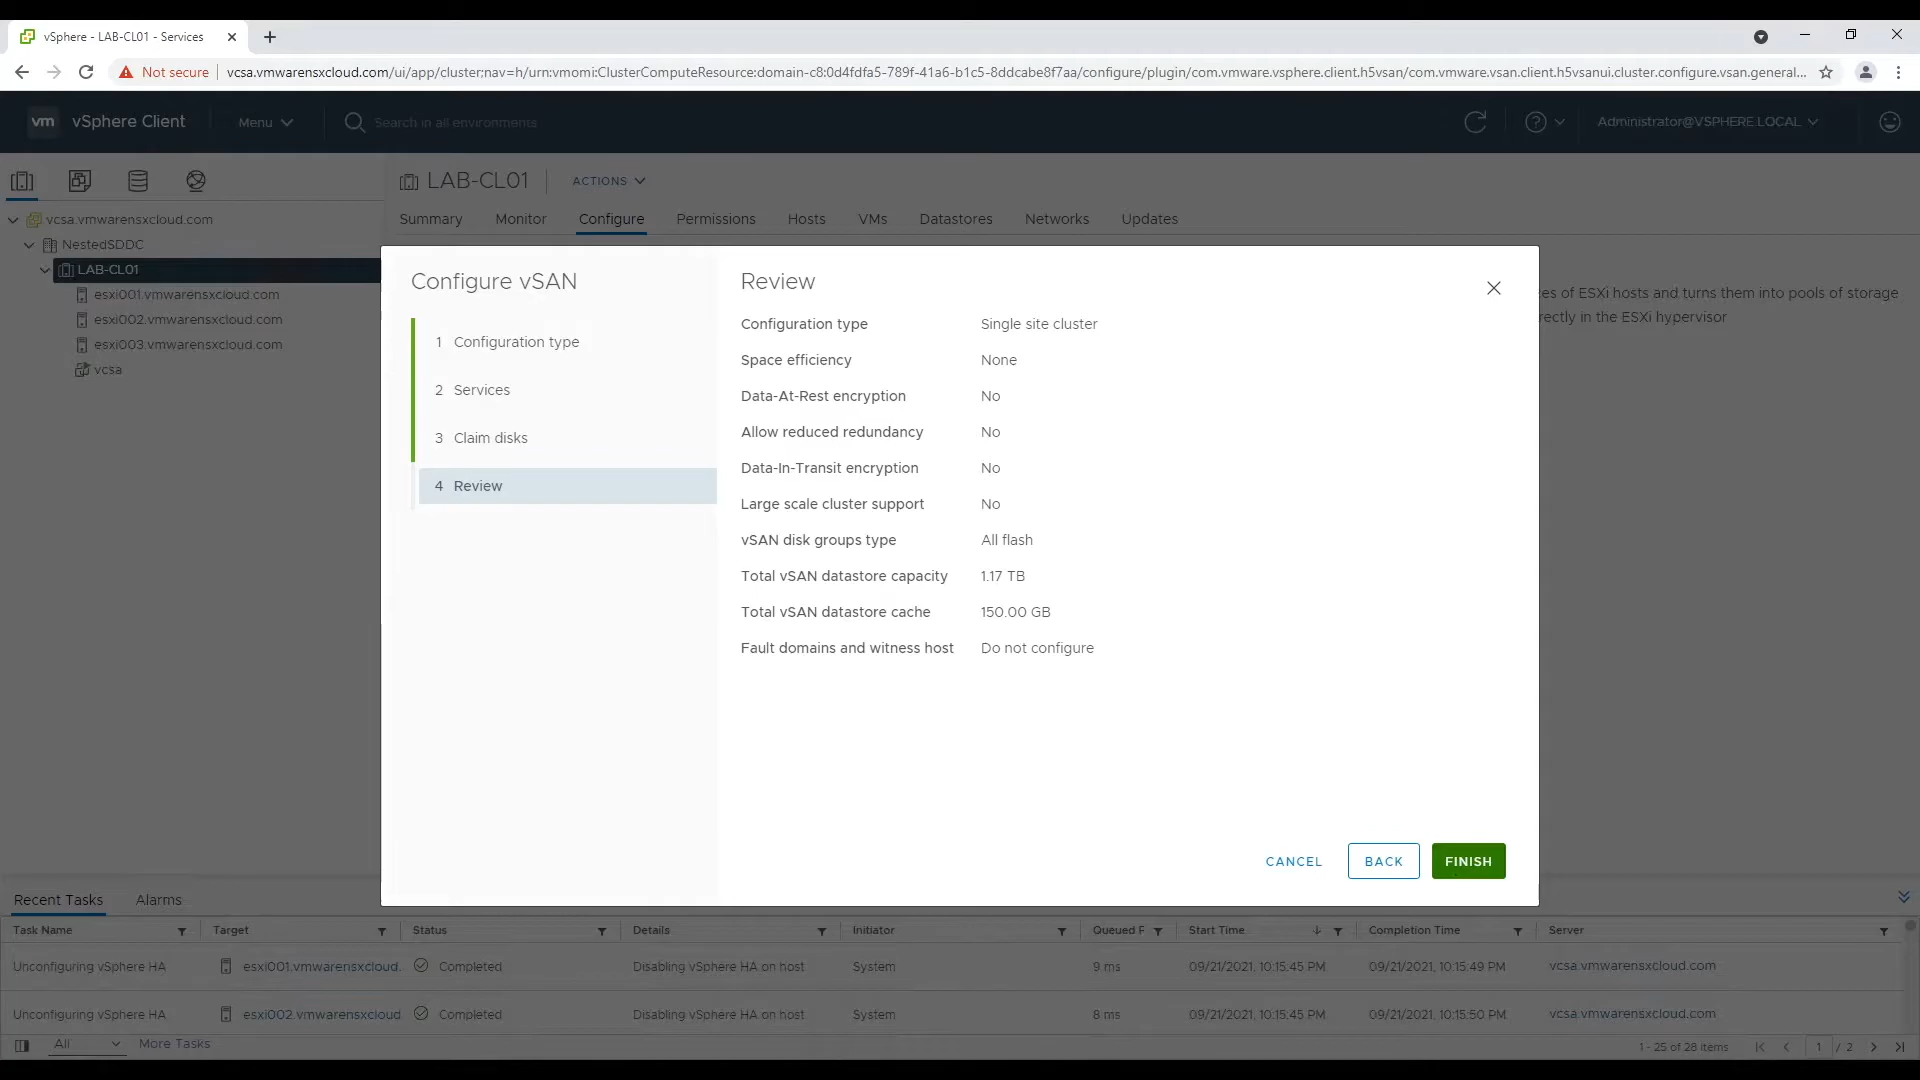 vSphere - LAB-CL01 - Services
Not secure
vcsa.vmwarensxcloud.com/ui/app/cluster;nav=h/urn:vmomi:ClusterComputeResource:domain-c8:0d4fdfa5-789f-41a6-b1c5-8ddcabe8f7aa/configure/plugin/com.vmware.vsphere.client.h5vsan/com.vmware.vsan.client.h5vsanui.cluster.configure.vsan.general...
vm vSphere Client Menu Search in all environments Administrator@VSPHERE.LOCAL
LAB-CL01 ACTIONS
Summary Monitor Configure Permissions Hosts VMs Datastores Networks Updates
vcsa.vmwarensxcloud.com
NestedSDDC
LAB-CL01
esxi001.vmwarensxcloud.com
esxi002.vmwarensxcloud.com
esxi003.vmwarensxcloud.com
vcsa
Configure vSAN
1 Configuration type
2 Services
3 Claim disks
4 Review
Review
Configuration type Single site cluster
Space efficiency None
Data-At-Rest encryption No
Allow reduced redundancy No
Data-In-Transit encryption No
Large scale cluster support No
vSAN disk groups type All flash
Total vSAN datastore capacity 1.17 TB
Total vSAN datastore cache 150.00 GB
Fault domains and witness host Do not configure
CANCEL BACK FINISH
of ESXi hosts and turns them into pools of storage
in the ESXi hypervisor
Recent Tasks Alarms
Task Name Target Status Details Initiator Queued F Start Time Completion Time Server
Unconfiguring vSphere HA esxi001.vmwarensxcloud. Completed Disabling vSphere HA on host System 9 ms 09/21/2021, 10:15:45 PM 09/21/2021, 10:15:49 PM vcsa.vmwarensxcloud.com
Unconfiguring vSphere HA esxi002.vmwarensxcloud Completed Disabling vSphere HA on host System 8 ms 09/21/2021, 10:15:45 PM 09/21/2021, 10:15:50 PM vcsa.vmwarensxcloud.com
All More Tasks 1 - 25 of 28 items 1 / 2